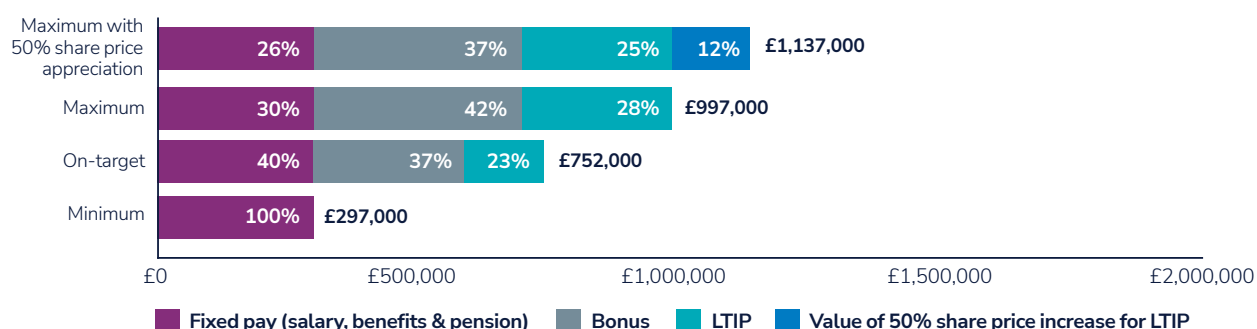 Maximum with
50% share price
appreciation
26% 37% 25% 12% £1,137,000
Maximum 30% 42% 28% £997,000
On-target 40% 37% 23% £752,000
Minimum 100% £297,000
£0 £500,000 £1,000,000 £1,500,000 £2,000,000
Fixed pay (salary, benefits & pension) Bonus LTIP Value of 50% share price increase for LTIP